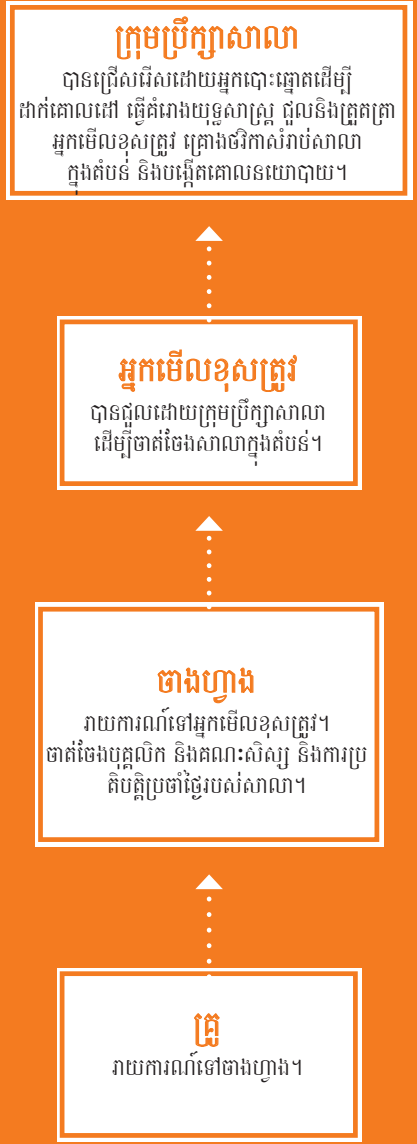 ក្រុមប្រឹក្សាសាលា
បានជ្រើសរើសដោយអ្នកបោះឆ្នោតដើម្បី
ដាក់គោលដៅ ធ្វើគំរោងយុទ្ធសាស្ត្រ ជួលនិងត្រួតត្រា
អ្នកមើលខុសត្រូវ គ្រោងថវិកាសំរាប់សាលា
ក្នុងតំបន់ និងបង្កើតគោលនយោបាយ។
អ្នកមើលខុសត្រូវ
បានជួលដោយក្រុមប្រឹក្សាសាលា
ដើម្បីចាត់ចែងសាលាក្នុងតំបន់។
ចាងហ្វាង
រាយការណ៍ទៅអ្នកមើលខុសត្រូវ។
ចាត់ចែងបុគ្គលិក និងគណៈសិស្ស និងការប្រ
តិបត្តិប្រចាំថ្ងៃរបស់សាលា។
គ្រូ
រាយការណ៍ទៅចាងហ្វាង។